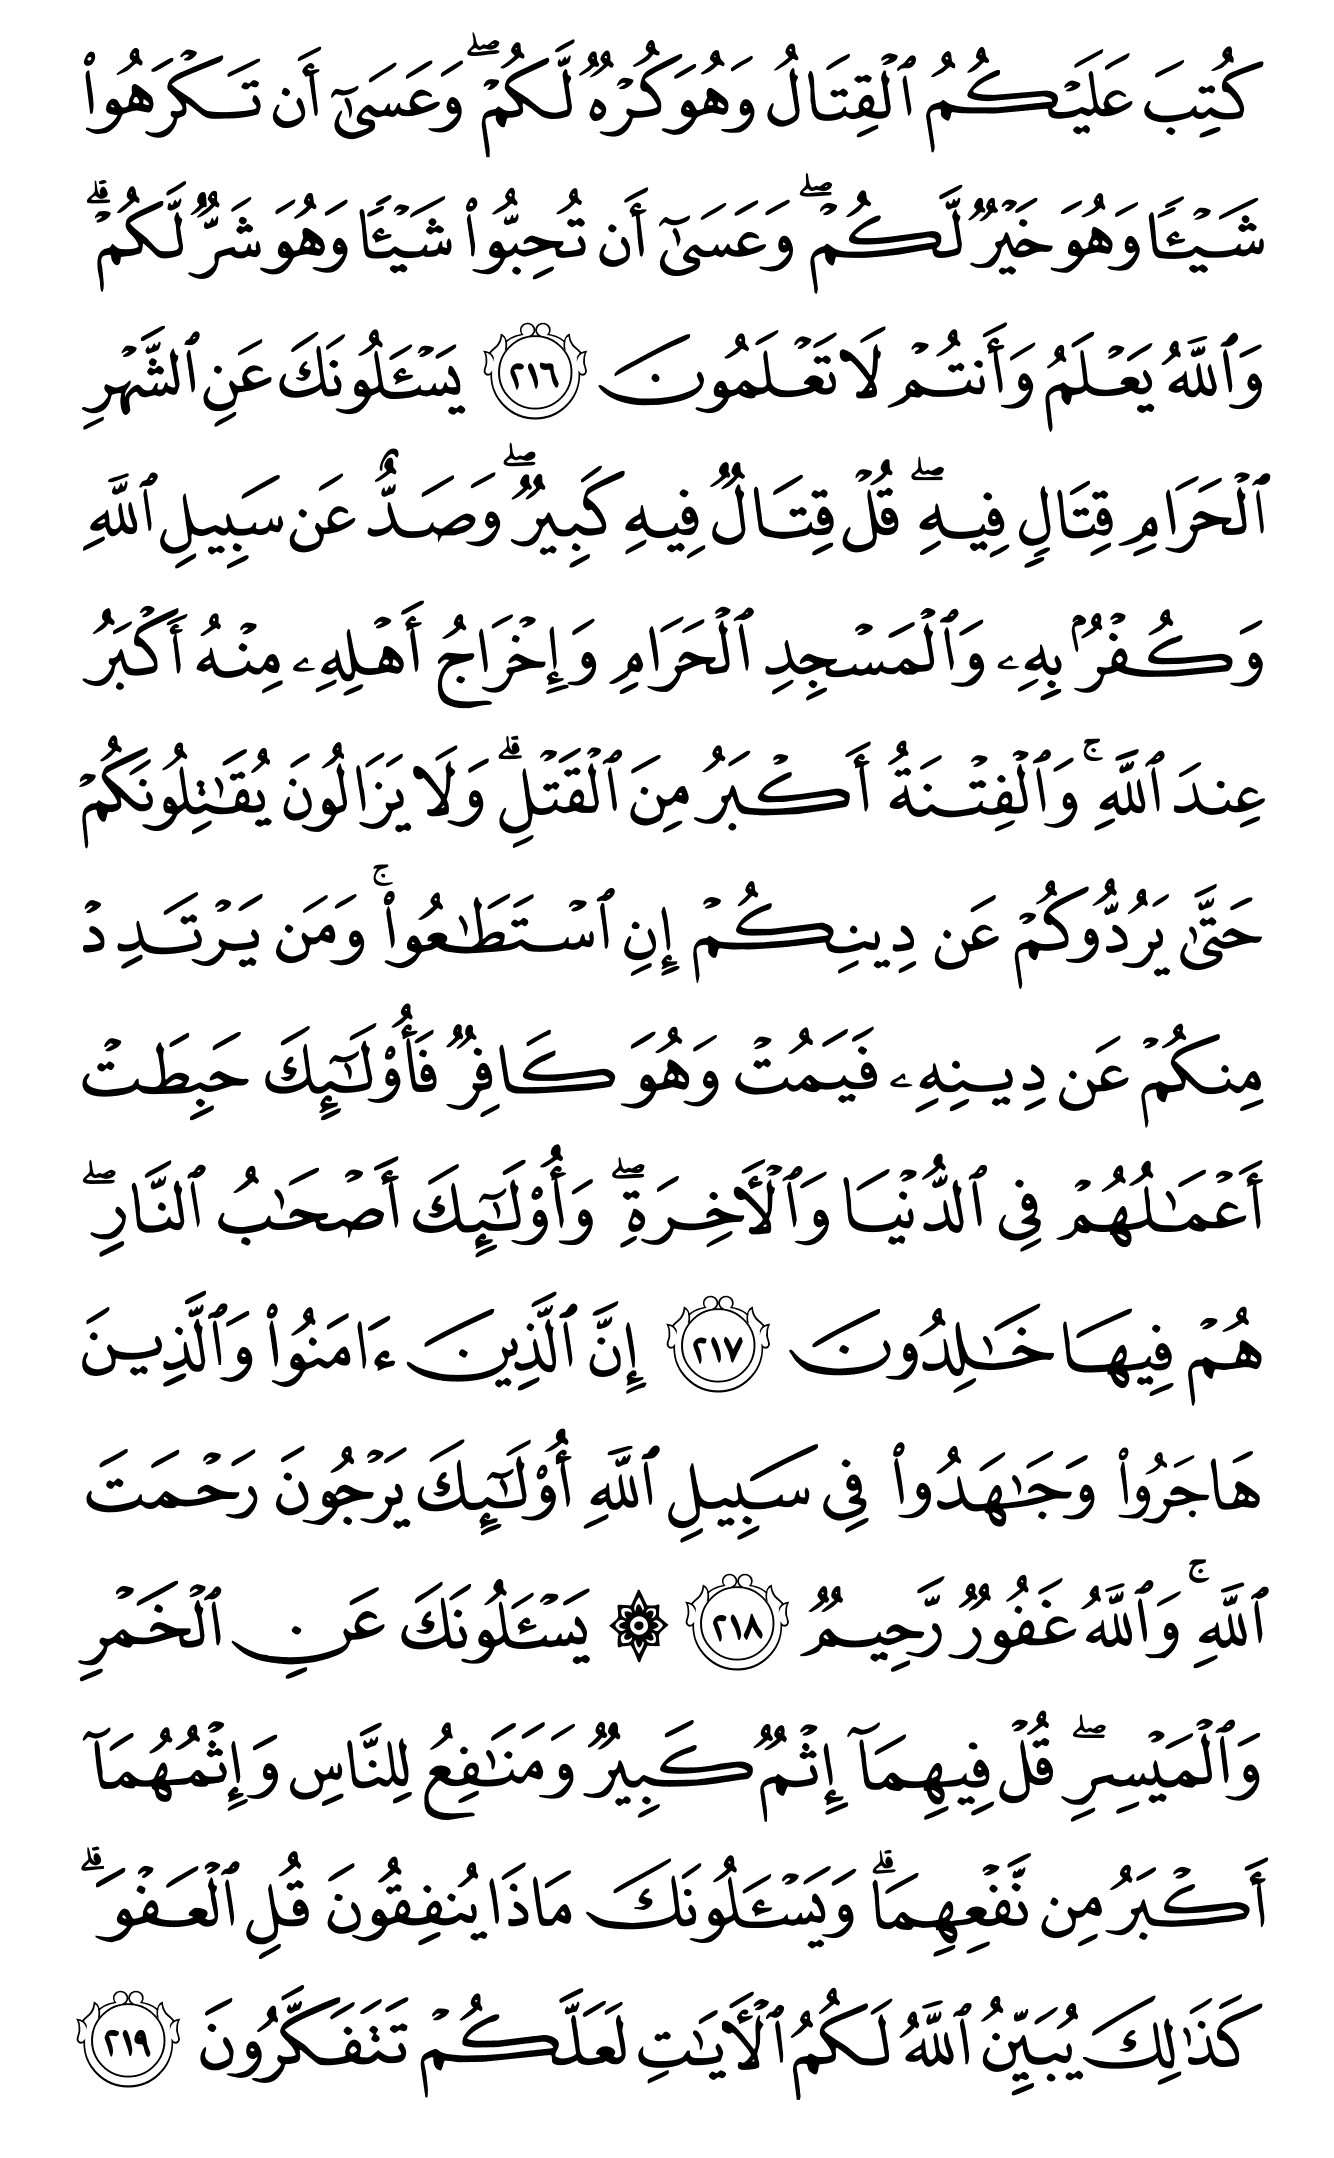 كُتِبَ عَلَيۡكُمُ ٱلۡقِتَالُ وَهُوَ كُرۡهٞ لَّكُمۡۖ وَعَسَىٰٓ أَن تَكۡرَهُواْ
شَيۡـٔٗا وَهُوَ خَيۡرٞ لَّكُمۡۖ وَعَسَىٰٓ أَن تُحِبُّواْ شَيۡـٔٗا وَهُوَ شَرّٞ لَّكُمۡۚ
وَٱللَّهُ يَعۡلَمُ وَأَنتُمۡ لَا تَعۡلَمُونَ ٢١٦ يَسۡـَٔلُونَكَ عَنِ ٱلشَّهۡرِ
ٱلۡحَرَامِ قِتَالٖ فِيهِۖ قُلۡ قِتَالٞ فِيهِ كَبِيرٞۖ وَصَدٌّ عَن سَبِيلِ ٱللَّهِ
وَكُفۡرُۢ بِهِۦ وَٱلۡمَسۡجِدِ ٱلۡحَرَامِ وَإِخۡرَاجُ أَهۡلِهِۦ مِنۡهُ أَكۡبَرُ
عِندَ ٱللَّهِۚ وَٱلۡفِتۡنَةُ أَكۡبَرُ مِنَ ٱلۡقَتۡلِۗ وَلَا يَزَالُونَ يُقَٰتِلُونَكُمۡ
حَتَّىٰ يَرُدُّوكُمۡ عَن دِينِكُمۡ إِنِ ٱسۡتَطَٰعُواْۚ وَمَن يَرۡتَدِدۡ
مِنكُمۡ عَن دِينِهِۦ فَيَمُتۡ وَهُوَ كَافِرٞ فَأُوْلَٰٓئِكَ حَبِطَتۡ
أَعۡمَٰلُهُمۡ فِي ٱلدُّنۡيَا وَٱلۡأٓخِرَةِۖ وَأُوْلَٰٓئِكَ أَصۡحَٰبُ ٱلنَّارِۖ
هُمۡ فِيهَا خَٰلِدُونَ ٢١٧ إِنَّ ٱلَّذِينَ ءَامَنُواْ وَٱلَّذِينَ
هَاجَرُواْ وَجَٰهَدُواْ فِي سَبِيلِ ٱللَّهِ أُوْلَٰٓئِكَ يَرۡجُونَ رَحۡمَتَ
ٱللَّهِۚ وَٱللَّهُ غَفُورٞ رَّحِيمٞ ٢١٨ ۞ يَسۡـَٔلُونَكَ عَنِ ٱلۡخَمۡرِ
وَٱلۡمَيۡسِرِۖ قُلۡ فِيهِمَآ إِثۡمٞ كَبِيرٞ وَمَنَٰفِعُ لِلنَّاسِ وَإِثۡمُهُمَآ
أَكۡبَرُ مِن نَّفۡعِهِمَاۗ وَيَسۡـَٔلُونَكَ مَاذَا يُنفِقُونَ قُلِ ٱلۡعَفۡوَۗ
كَذَٰلِكَ يُبَيِّنُ ٱللَّهُ لَكُمُ ٱلۡأٓيَٰتِ لَعَلَّكُمۡ تَتَفَكَّرُونَ ٢١٩